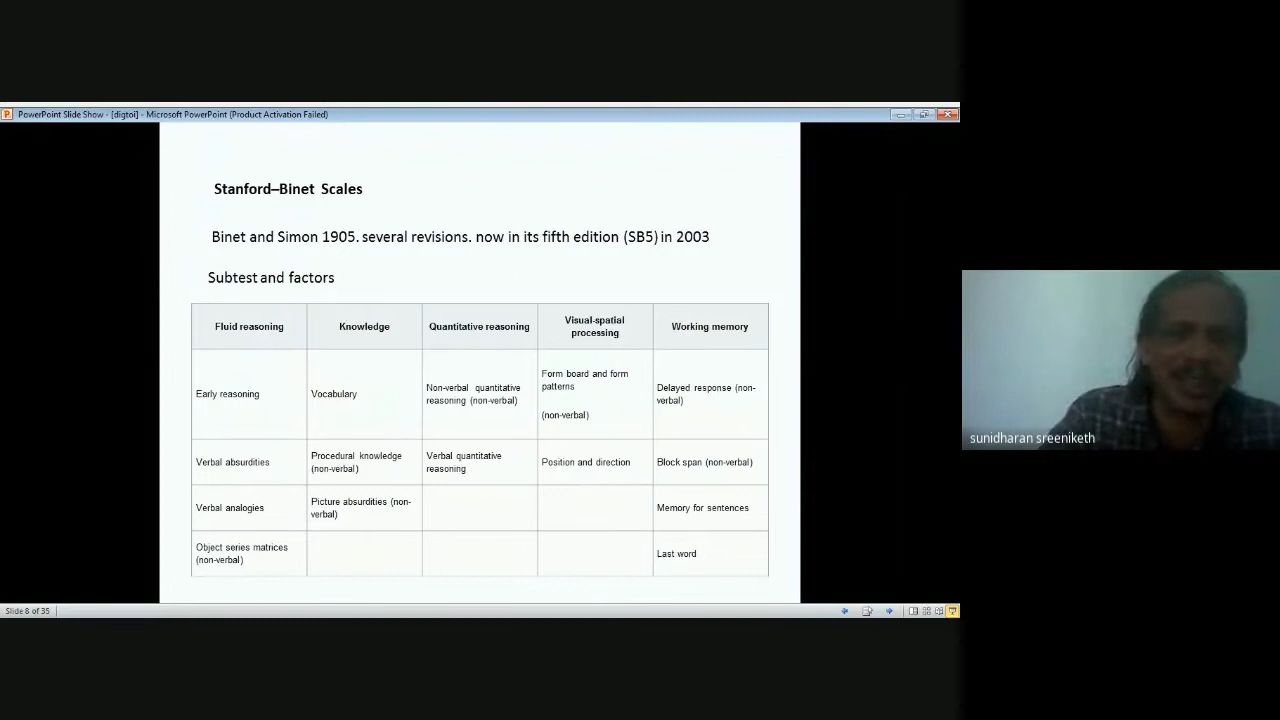 PowerPoint Slide Show - [digtoi] - Microsoft PowerPoint (Product Activation Failed)
Stanford–Binet Scales
Binet and Simon 1905. several revisions. now in its fifth edition (SB5) in 2003
Subtest and factors
Fluid reasoning
Knowledge
Quantitative reasoning
Visual-spatial
processing
Working memory
Early reasoning
Vocabulary
Non-verbal quantitative
reasoning (non-verbal)
Form board and form
patterns
(non-verbal)
Delayed response (non-
verbal)
Verbal absurdities
Procedural knowledge
(non-verbal)
Verbal quantitative
reasoning
Position and direction
Block span (non-verbal)
Verbal analogies
Picture absurdities (non-
verbal)
Memory for sentences
Object series matrices
(non-verbal)
Last word
sunidharan sreeniketh
Slide 8 of 35